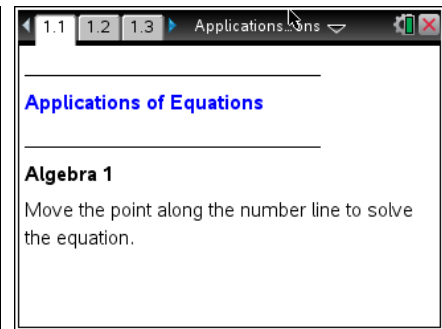 1.1 1.2 1.3 Applications...ons
Applications of Equations
Algebra 1
Move the point along the number line to solve
the equation.